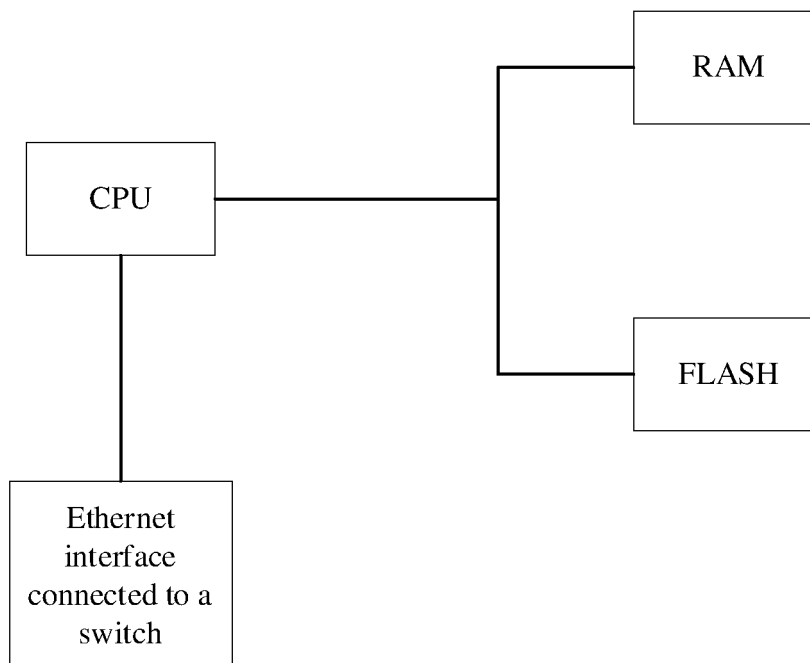 RAM
CPU
FLASH
Ethernet
interface
connected to a
switch